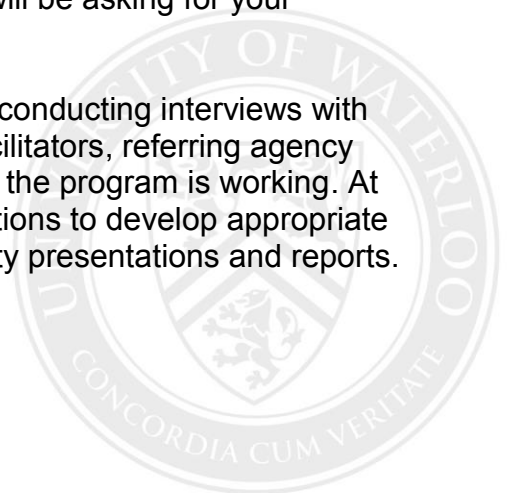 will be asking for your
conducting interviews with
cilitators, referring agency
the program is working. At
tions to develop appropriate
ty presentations and reports.
UNIVERSITY OF WATERLOO
CONCORDIA CUM VERITATE